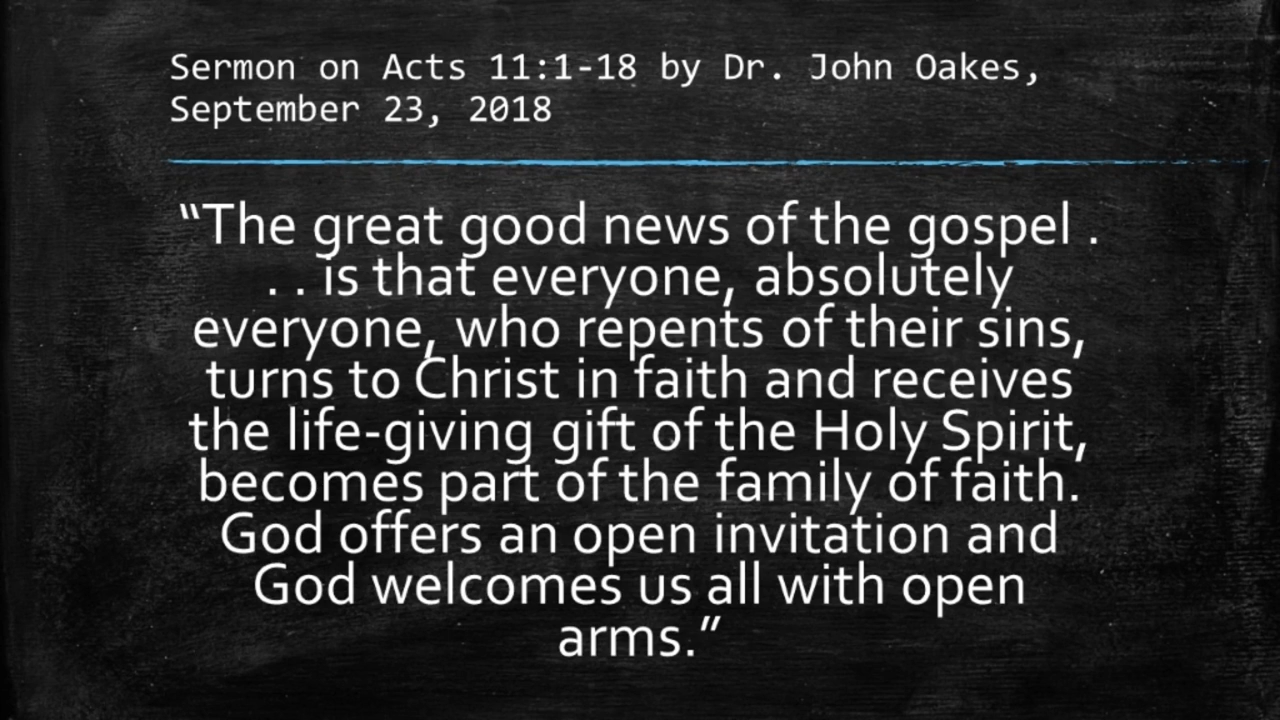 Sermon on Acts 11:1-18 by Dr. John Oakes,
September 23, 2018
“The great good news of the gospel .
. . is that everyone, absolutely
everyone, who repents of their sins,
turns to Christ in faith and receives
the life-giving gift of the Holy Spirit,
becomes part of the family of faith.
God offers an open invitation and
God welcomes us all with open
arms.”